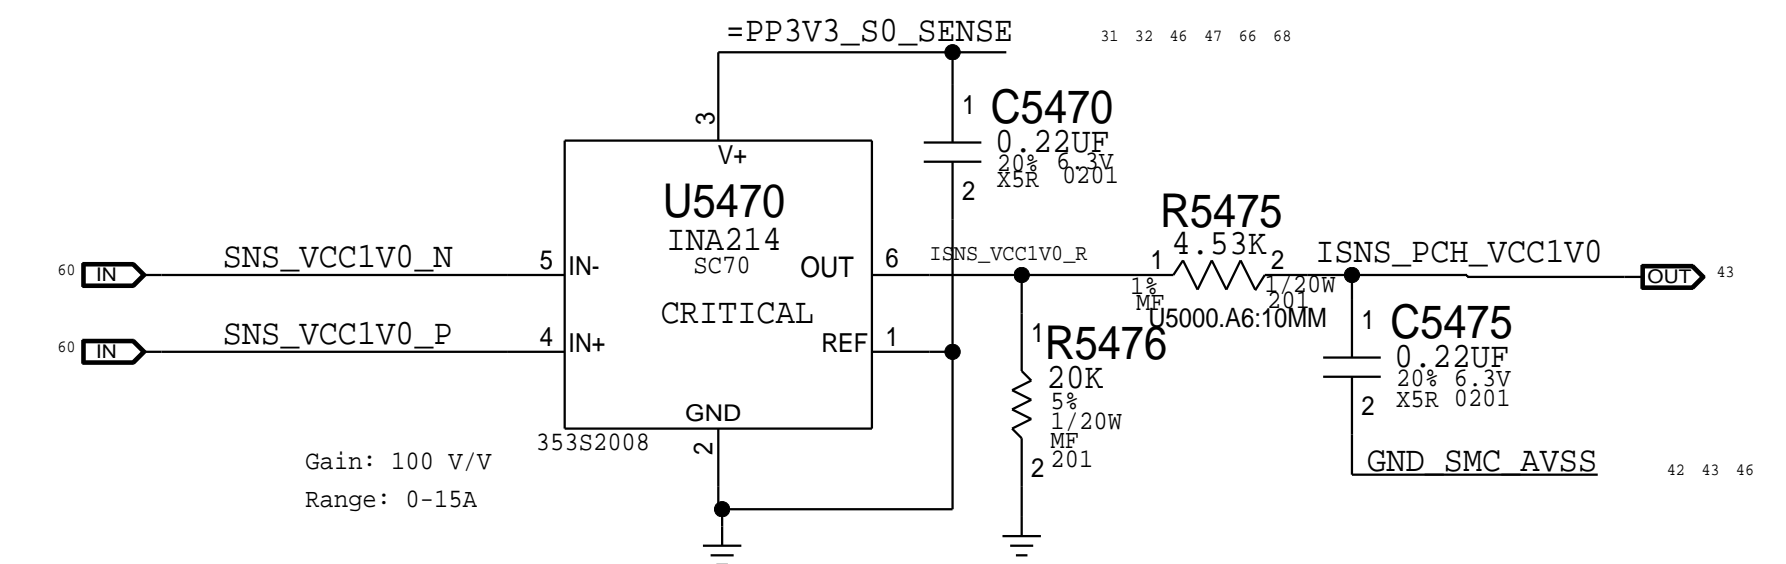 =PP3V3_S0_SENSE 31 32 46 47 66 68
3
V+
1 C5470
0.22UF
20% 6.3V
X5R 0201
2
U5470
INA214
SC70
CRITICAL
60 IN SNS_VCC1V0_N 5 IN-
60 IN SNS_VCC1V0_P 4 IN+
OUT 6 ISNS_VCC1V0_R
REF 1
GND
2
353S2008
R5475
1 4.53K 2
1% 1/20W
MF 201
U5000.A6:10MM
ISNS_PCH_VCC1V0 OUT 43
1 R5476
20K
5%
1/20W
MF
2 201
1 C5475
0.22UF
20% 6.3V
2 X5R 0201
GND_SMC_AVSS 42 43 46
Gain: 100 V/V
Range: 0-15A